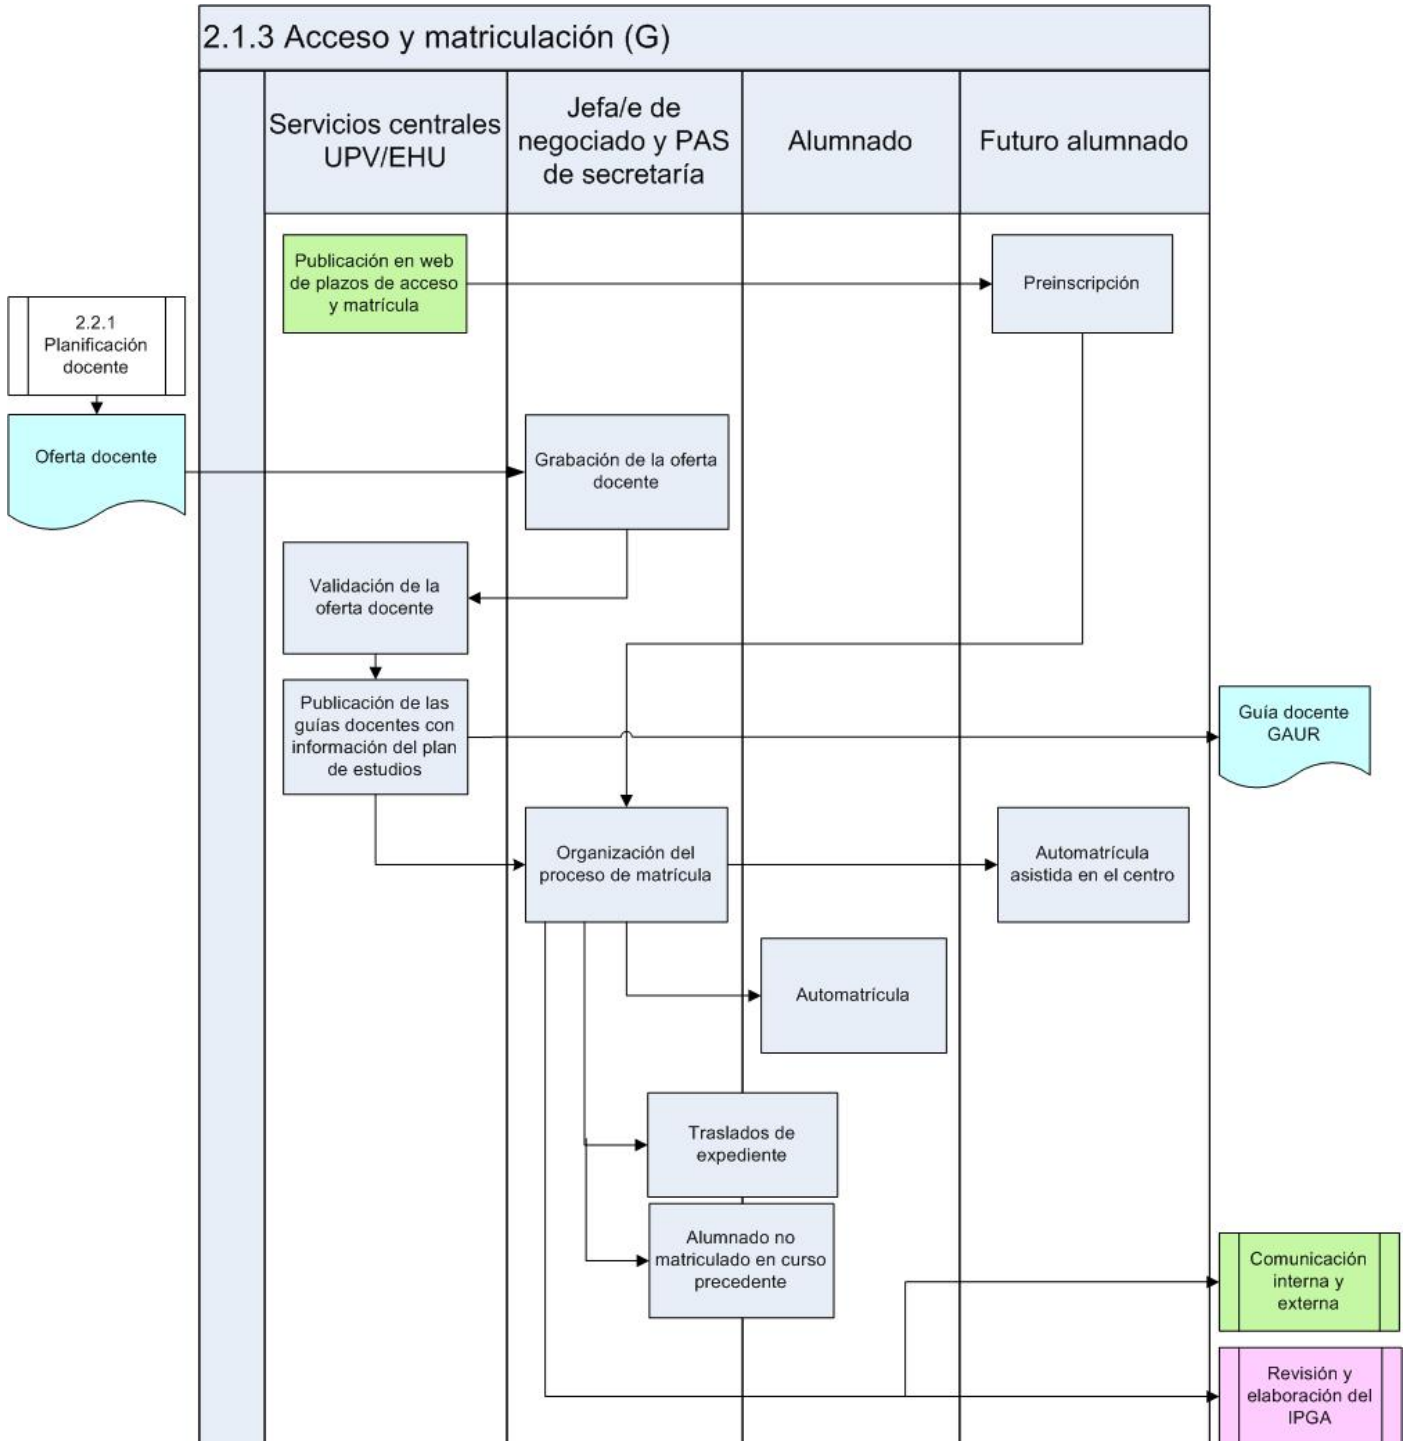 2.1.3 Acceso y matriculación (G)
Servicios centrales
UPV/EHU
Jefa/e de
negociado y PAS
de secretaría
Alumnado
Futuro alumnado
Publicación en web
de plazos de acceso
y matrícula
Preinscripción
2.2.1
Planificación
docente
Oferta docente
Grabación de la oferta
docente
Validación de la
oferta docente
Publicación de las
guías docentes con
información del plan
de estudios
Guía docente
GAUR
Organización del
proceso de matrícula
Automatrícula
asistida en el centro
Automatrícula
Traslados de
expediente
Alumnado no
matriculado en curso
precedente
Comunicación
interna y
externa
Revisión y
elaboración del
IPGA